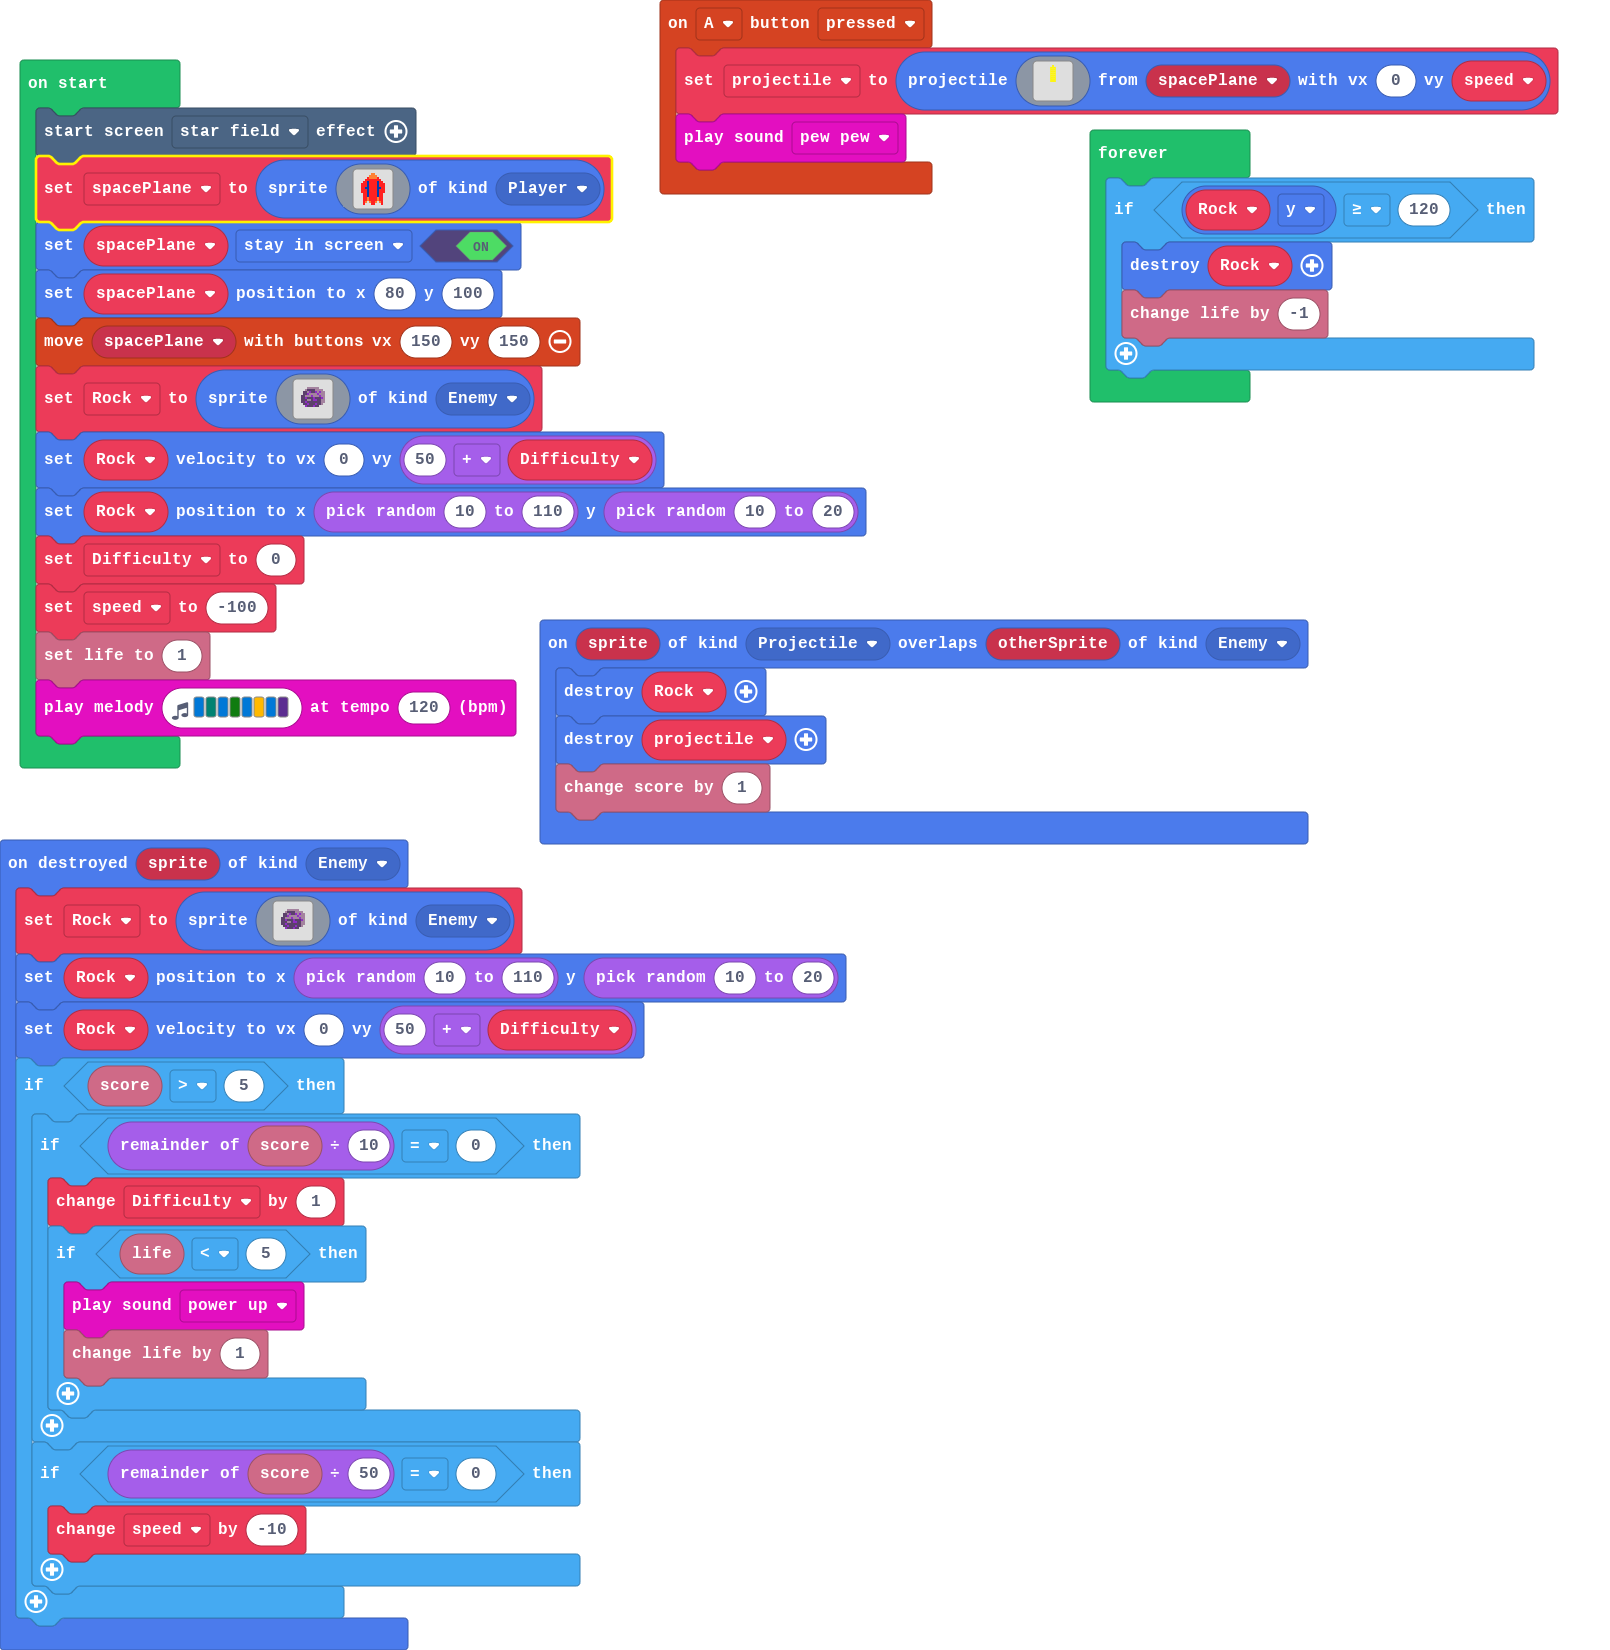 on start
start screen star field effect
set spacePlane to sprite of kind Player
set spacePlane stay in screen ON
set spacePlane position to x 80 y 100
move spacePlane with buttons vx 150 vy 150
set Rock to sprite of kind Enemy
set Rock velocity to vx 0 vy 50 + Difficulty
set Rock position to x pick random 10 to 110 y pick random 10 to 20
set Difficulty to 0
set speed to -100
set life to 1
play melody at tempo 120 (bpm)
on A button pressed
set projectile to projectile from spacePlane with vx 0 vy speed
play sound pew pew
forever
if Rock y ≥ 120 then
destroy Rock
change life by -1
on sprite of kind Projectile overlaps otherSprite of kind Enemy
destroy Rock
destroy projectile
change score by 1
on destroyed sprite of kind Enemy
set Rock to sprite of kind Enemy
set Rock position to x pick random 10 to 110 y pick random 10 to 20
set Rock velocity to vx 0 vy 50 + Difficulty
if score > 5 then
if remainder of score ÷ 10 = 0 then
change Difficulty by 1
if life < 5 then
play sound power up
change life by 1
if remainder of score ÷ 50 = 0 then
change speed by -10